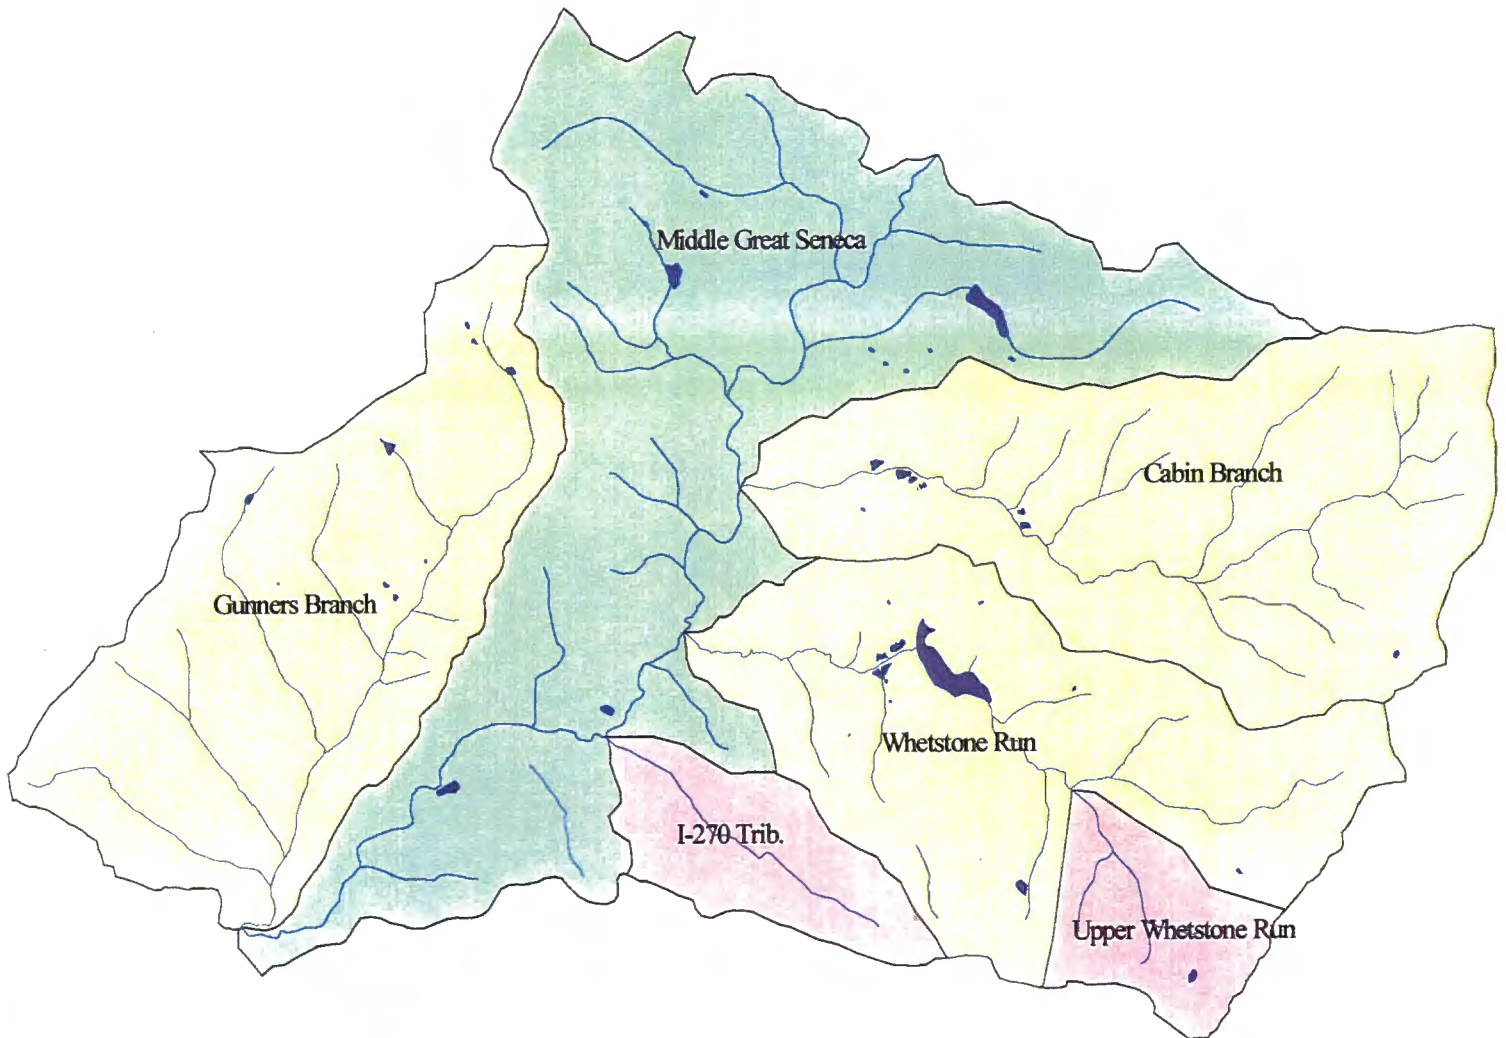 Middle Great Seneca
Cabin Branch
Gunners Branch
Whetstone Run
I-270 Trib.
Upper Whetstone Run